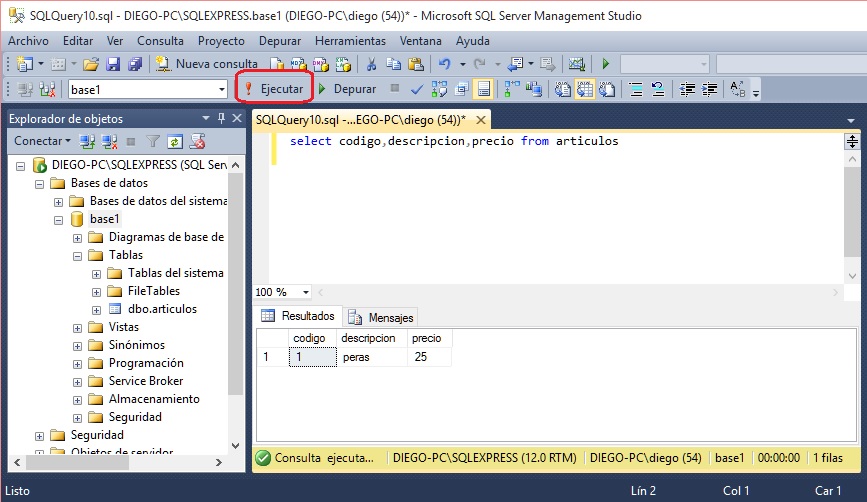 SQLQuery10.sql - DIEGO-PC\SQLEXPRESS.base1 (DIEGO-PC\diego (54))* - Microsoft SQL Server Management Studio
Archivo Editar Ver Consulta Proyecto Depurar Herramientas Ventana Ayuda
Nueva consulta
base1 Ejecutar Depurar
Explorador de objetos
Conectar
DIEGO-PC\SQLEXPRESS (SQL Ser
Bases de datos
Bases de datos del sistema
base1
Diagramas de base de
Tablas
Tablas del sistema
FileTables
dbo.articulos
Vistas
Sinónimos
Programación
Service Broker
Almacenamiento
Seguridad
Seguridad
Objetos de servidor
SQLQuery10.sql -...EGO-PC\diego (54))*
select codigo,descripcion,precio from articulos
100 %
Resultados Mensajes
codigo descripcion precio
1 1 peras 25
Consulta ejecuta... DIEGO-PC\SQLEXPRESS (12.0 RTM) DIEGO-PC\diego (54) base1 00:00:00 1 filas
Listo Lín 2 Col 1 Car 1